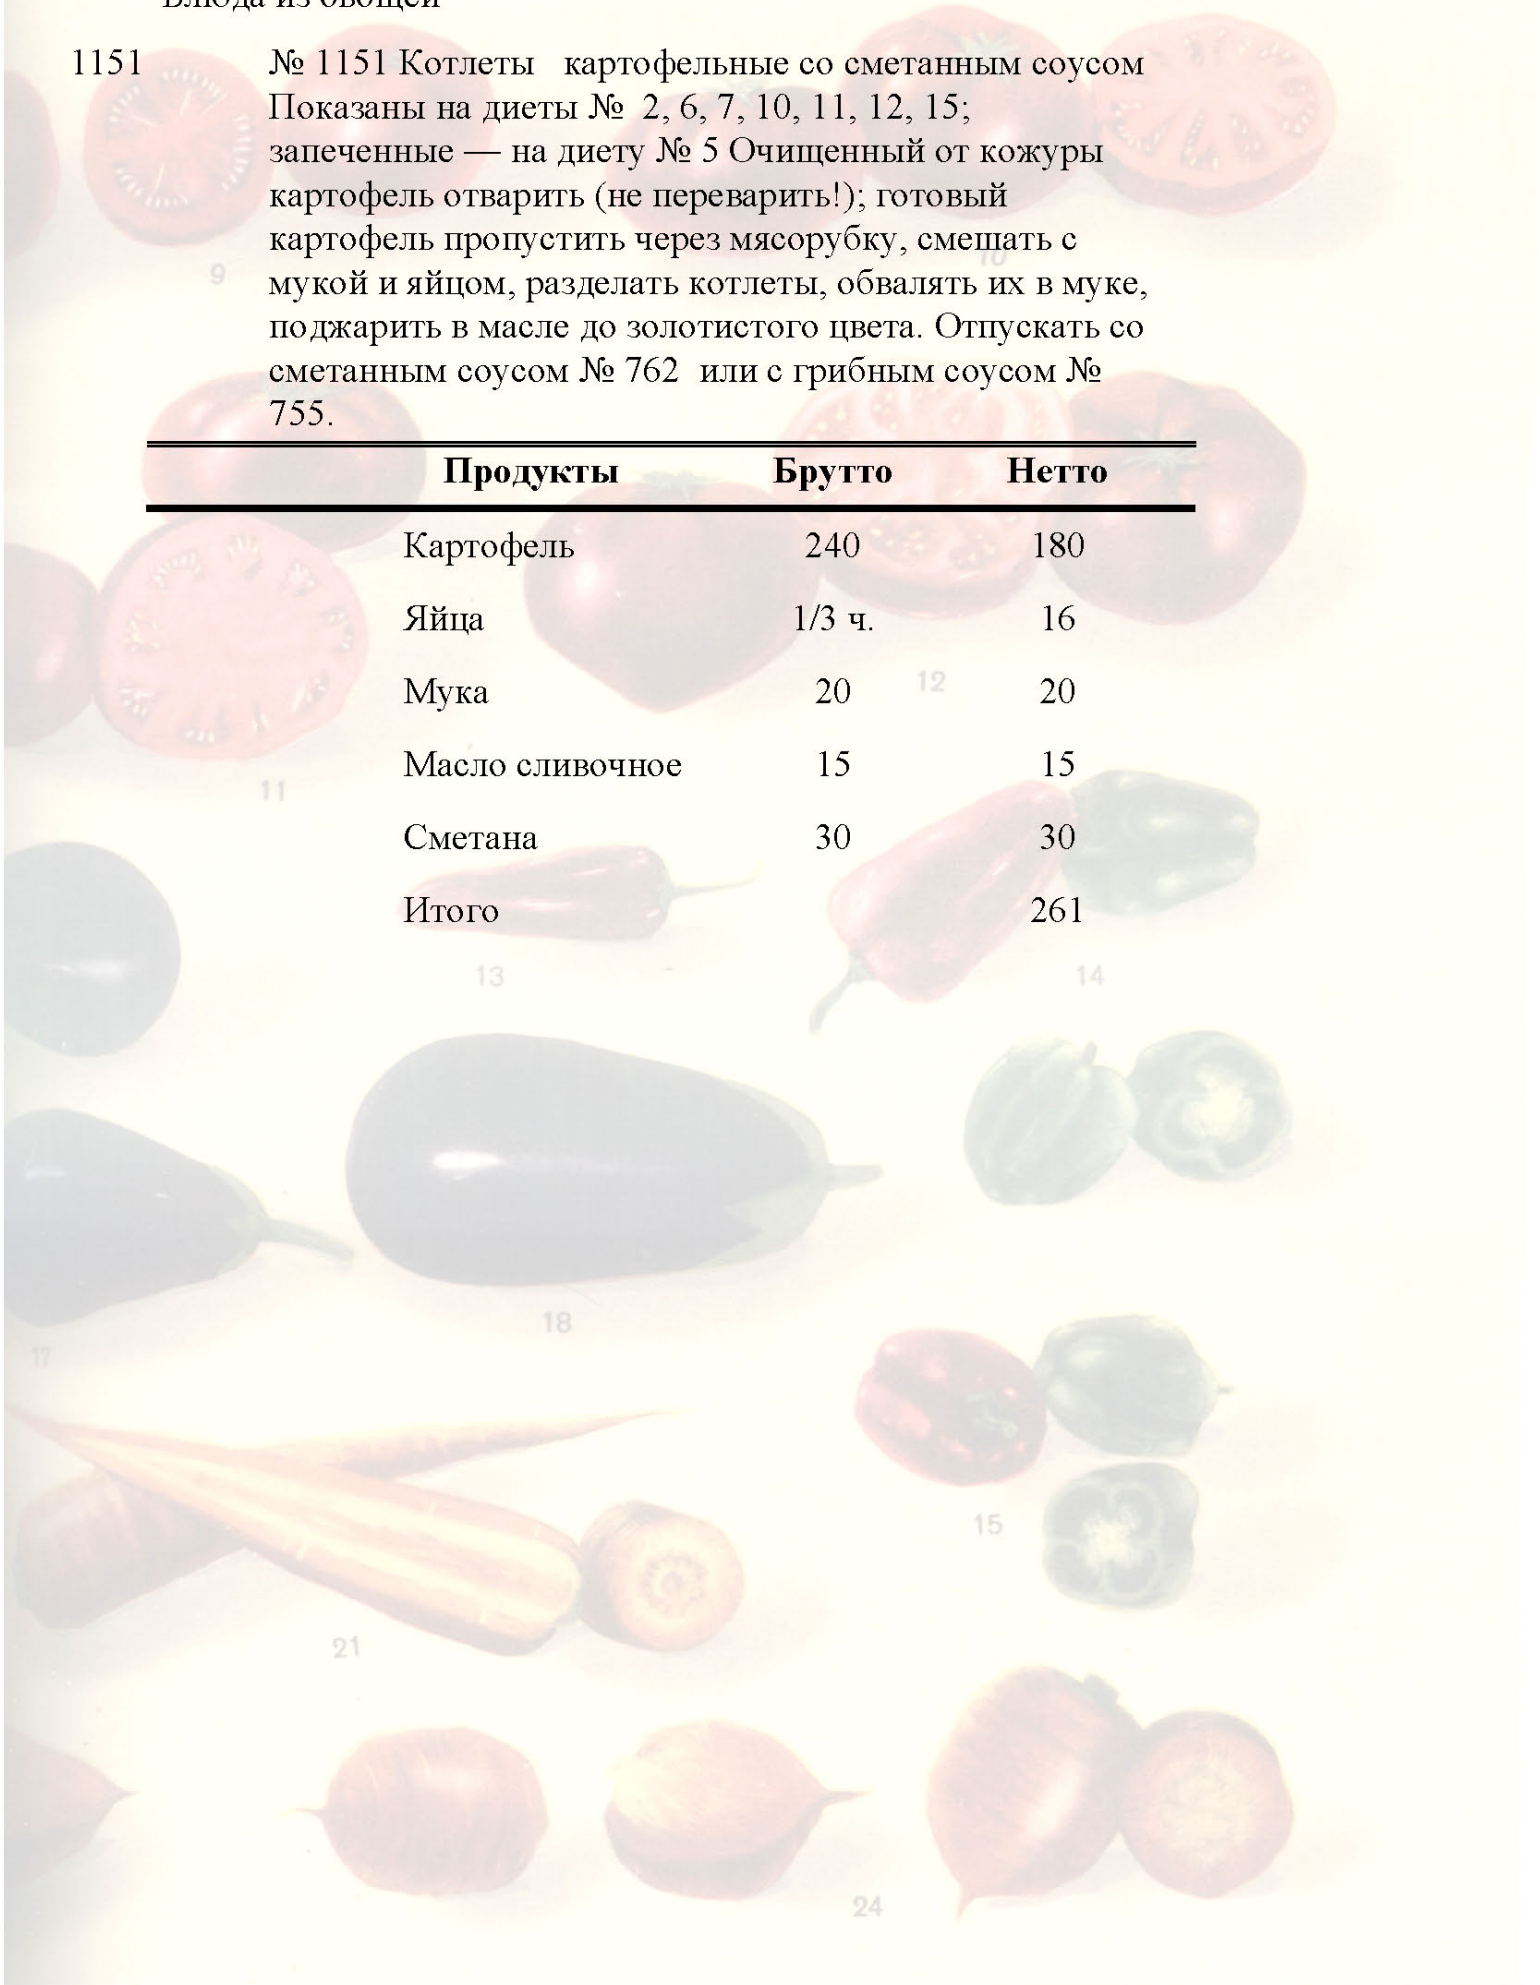 Блюда из овощей
1151 № 1151 Котлеты картофельные со сметанным соусом
Показаны на диеты № 2, 6, 7, 10, 11, 12, 15;
запеченные — на диету № 5 Очищенный от кожуры
картофель отварить (не переварить!); готовый
картофель пропустить через мясорубку, смешать с
мукой и яйцом, разделать котлеты, обвалять их в муке,
поджарить в масле до золотистого цвета. Отпускать со
сметанным соусом № 762 или с грибным соусом №
755.
Продукты Брутто Нетто
Картофель 240 180
Яйца 1/3 ч. 16
Мука 20 20
Масло сливочное 15 15
Сметана 30 30
Итого 261
9
10
11
12
13
14
18
17
15
21
24